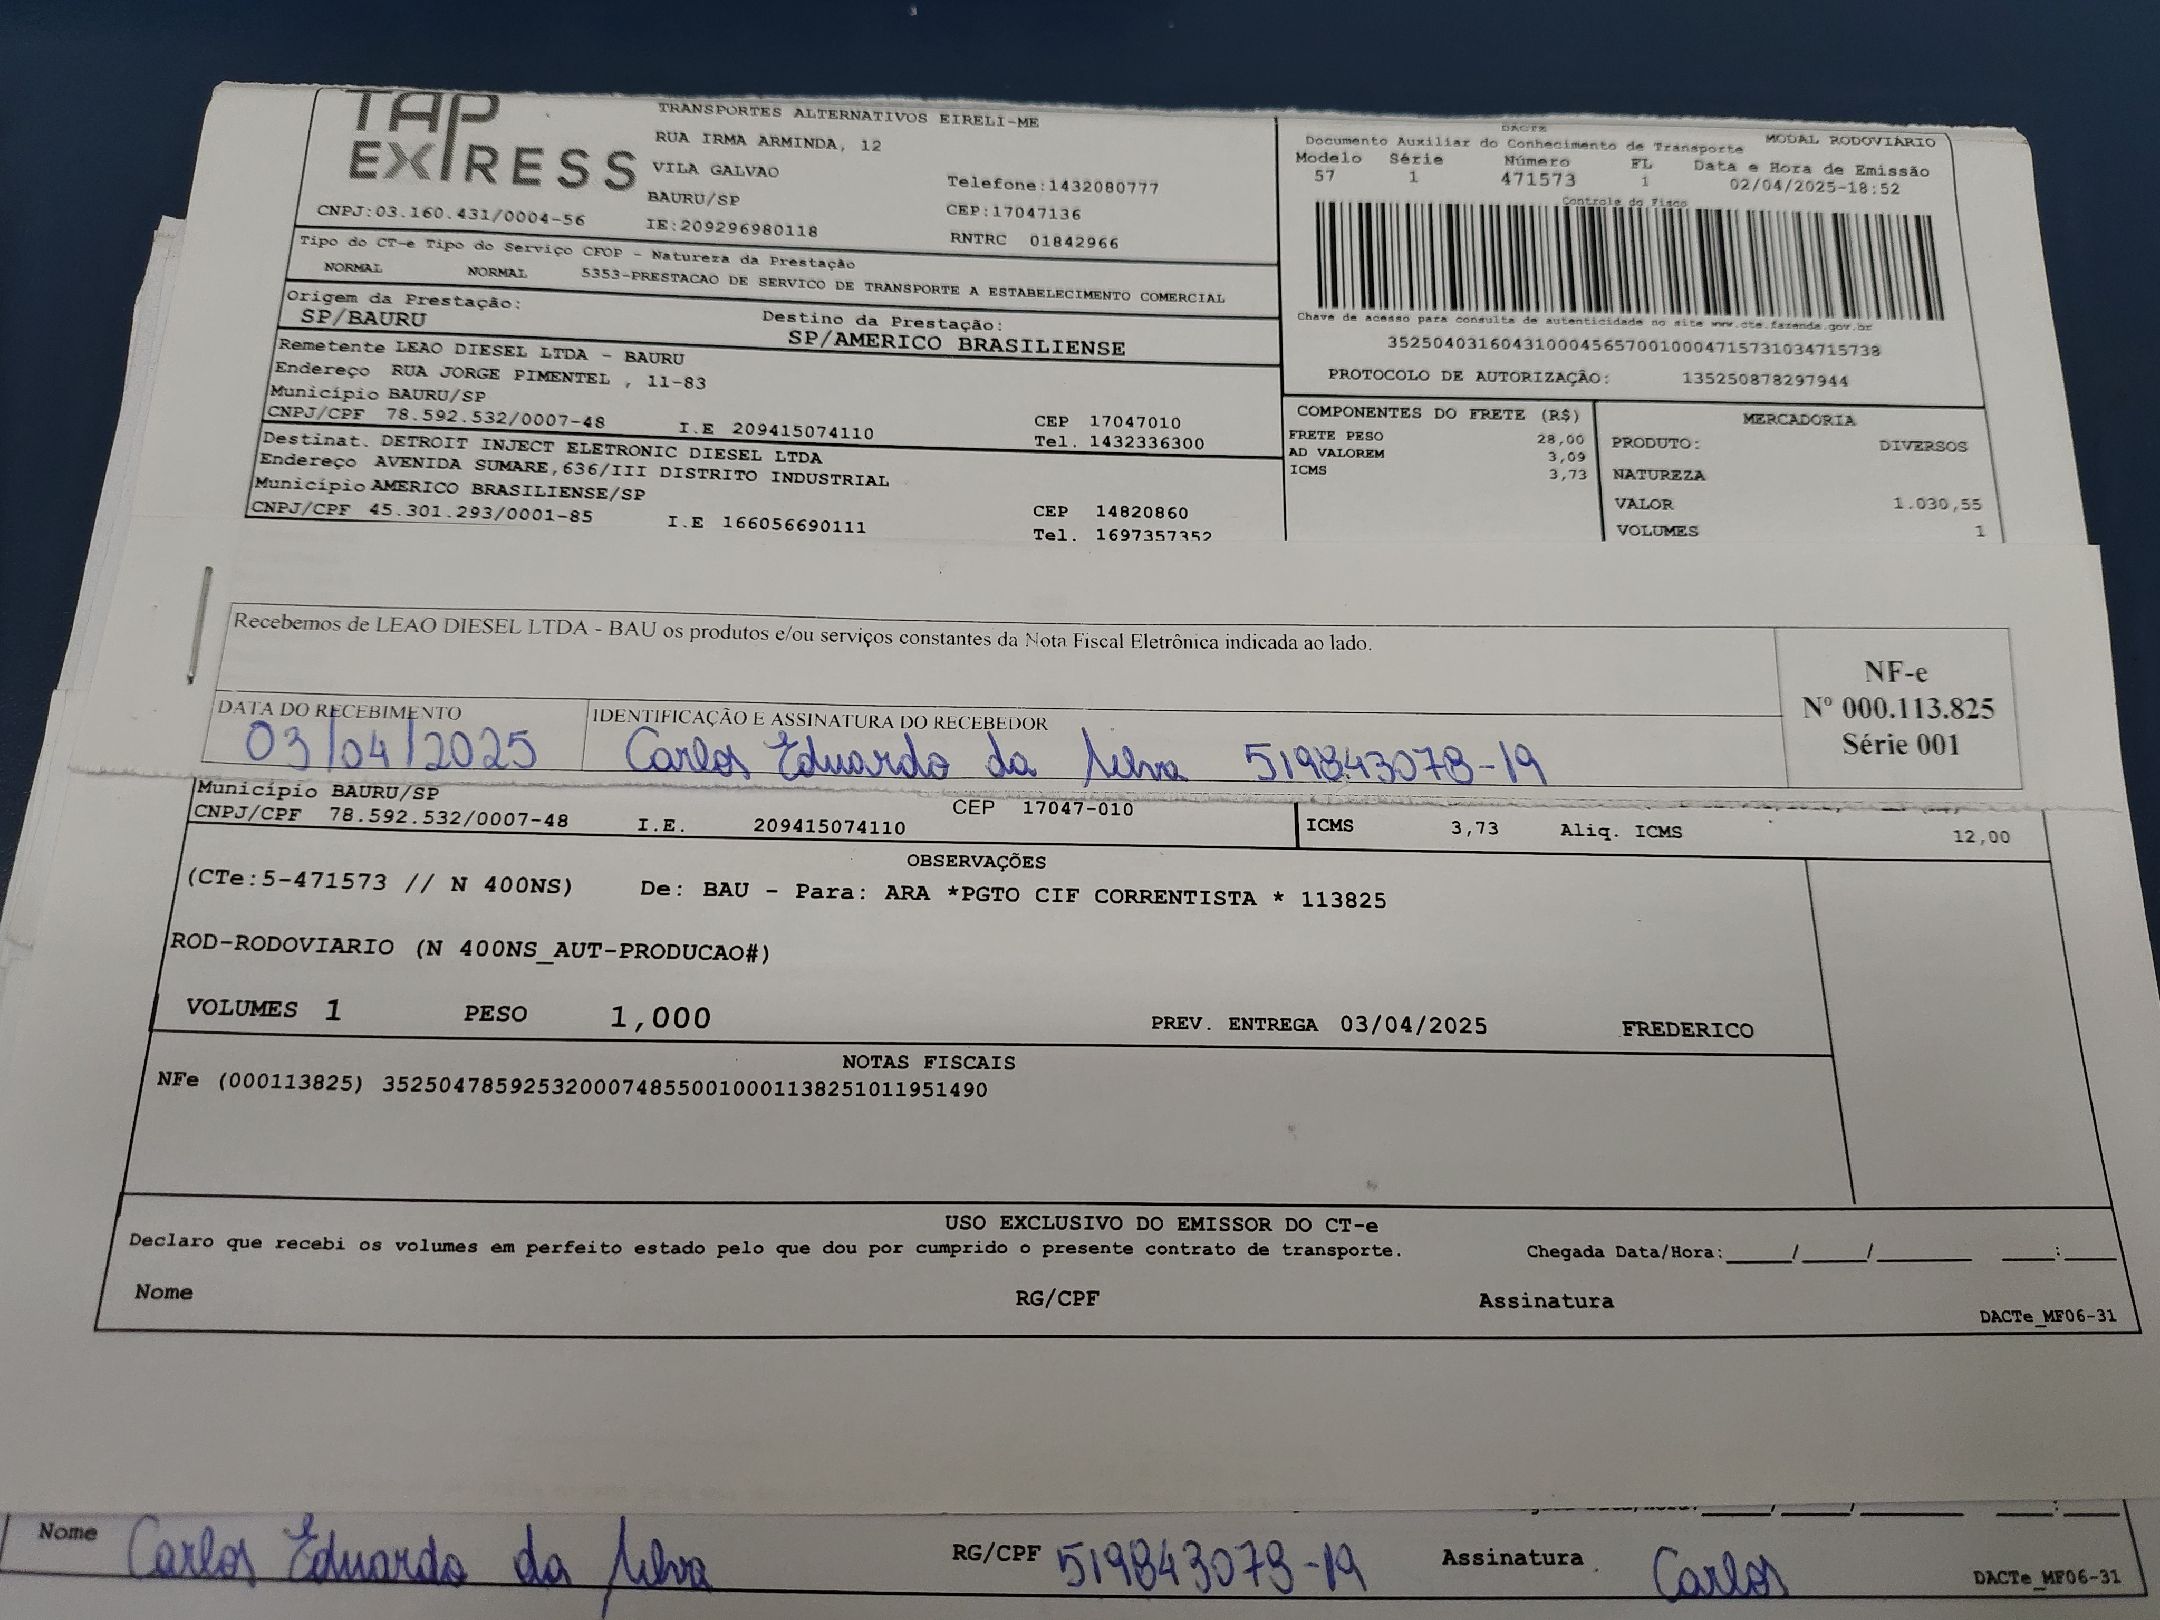 TAP
EXPRESS
TRANSPORTES ALTERNATIVOS EIRELI-ME
RUA IRMA ARMINDA, 12
VILA GALVAO
BAURU/SP
Telefone:1432080777
CEP:17047136
CNPJ:03.160.431/0004-56 IE:209296980118 RNTRC 01842966
DACTE
Documento Auxiliar do Conhecimento de Transporte MODAL RODOVIÁRIO
Modelo Série Número FL Data e Hora de Emissão
57 1 471573 1 02/04/2025-18:52
Controle do Fisco
Chave de acesso para consulta de autenticidade no site www.cte.fazenda.gov.br
35250403160431000456570010004715731034715738
PROTOCOLO DE AUTORIZAÇÃO: 135250878297944
Tipo do CT-e Tipo do Serviço CFOP - Natureza da Prestação
NORMAL NORMAL 5353-PRESTACAO DE SERVICO DE TRANSPORTE A ESTABELECIMENTO COMERCIAL
Origem da Prestação: Destino da Prestação:
SP/BAURU SP/AMERICO BRASILIENSE
Remetente LEAO DIESEL LTDA - BAURU
Endereço RUA JORGE PIMENTEL , 11-83
Município BAURU/SP CEP 17047010
CNPJ/CPF 78.592.532/0007-48 I.E 209415074110 Tel. 1432336300
Destinat. DETROIT INJECT ELETRONIC DIESEL LTDA
Endereço AVENIDA SUMARE,636/III DISTRITO INDUSTRIAL
Município AMERICO BRASILIENSE/SP CEP 14820860
CNPJ/CPF 45.301.293/0001-85 I.E 166056690111 Tel. 1697357352
COMPONENTES DO FRETE (R$)
FRETE PESO 28,00
AD VALOREM 3,09
ICMS 3,73
MERCADORIA
PRODUTO: DIVERSOS
NATUREZA
VALOR 1.030,55
VOLUMES 1
Recebemos de LEAO DIESEL LTDA - BAU os produtos e/ou serviços constantes da Nota Fiscal Eletrônica indicada ao lado.
NF-e
Nº 000.113.825
Série 001
DATA DO RECEBIMENTO IDENTIFICAÇÃO E ASSINATURA DO RECEBEDOR
03/04/2025 Carlos Eduardo da Silva 519843078-19
Município BAURU/SP CEP 17047-010
CNPJ/CPF 78.592.532/0007-48 I.E. 209415074110
ICMS 3,73 Aliq. ICMS 12,00
OBSERVAÇÕES
(CTe:5-471573 // N 400NS) De: BAU - Para: ARA *PGTO CIF CORRENTISTA * 113825
ROD-RODOVIARIO (N 400NS_AUT-PRODUCAO#)
VOLUMES 1 PESO 1,000 PREV. ENTREGA 03/04/2025 FREDERICO
NOTAS FISCAIS
NFe (000113825) 35250478592532000748550010001138251011951490
USO EXCLUSIVO DO EMISSOR DO CT-e
Declaro que recebi os volumes em perfeito estado pelo que dou por cumprido o presente contrato de transporte. Chegada Data/Hora:____/____/______ ___:___
Nome RG/CPF Assinatura
DACTe_MF06-31
Nome Carlos Eduardo da Silva RG/CPF 519843078-19 Assinatura Carlos
DACTe_MF06-31